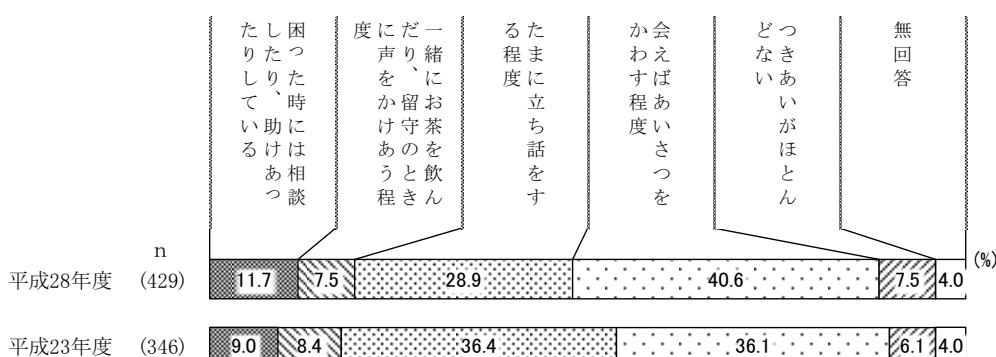 困った時には相談
したり、助けあっ
たりしている
一緒にお茶を飲ん
だり、留守のとき
に声をかけあう程
度
たまに立ち話をす
る程度
会えばあいさつを
かわす程度
つきあいがほとん
どない
無回答
n
(%)
平成28年度 (429) 11.7 7.5 28.9 40.6 7.5 4.0
平成23年度 (346) 9.0 8.4 36.4 36.1 6.1 4.0